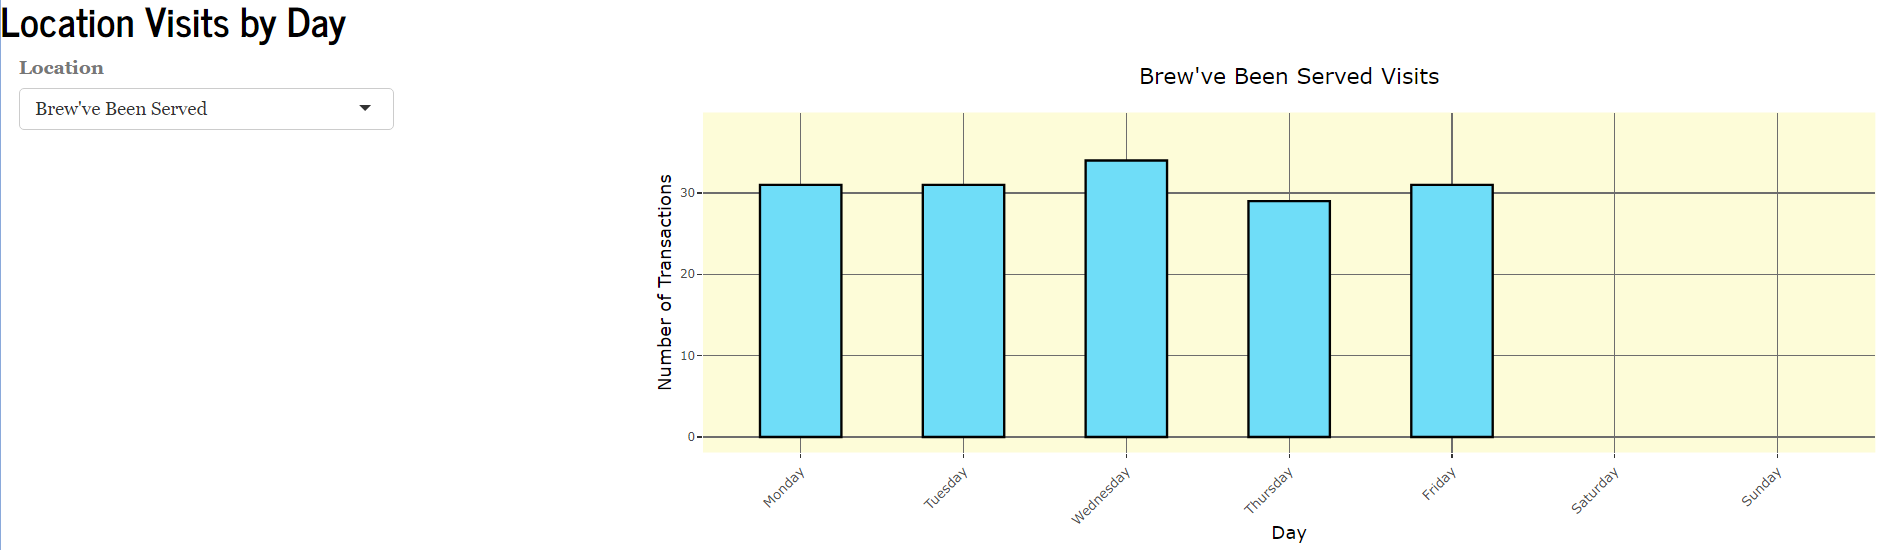 Location Visits by Day
Location
Brew've Been Served
Brew've Been Served Visits
Number of Transactions
30
20
10
0
Monday
Tuesday
Wednesday
Thursday
Friday
Saturday
Sunday
Day